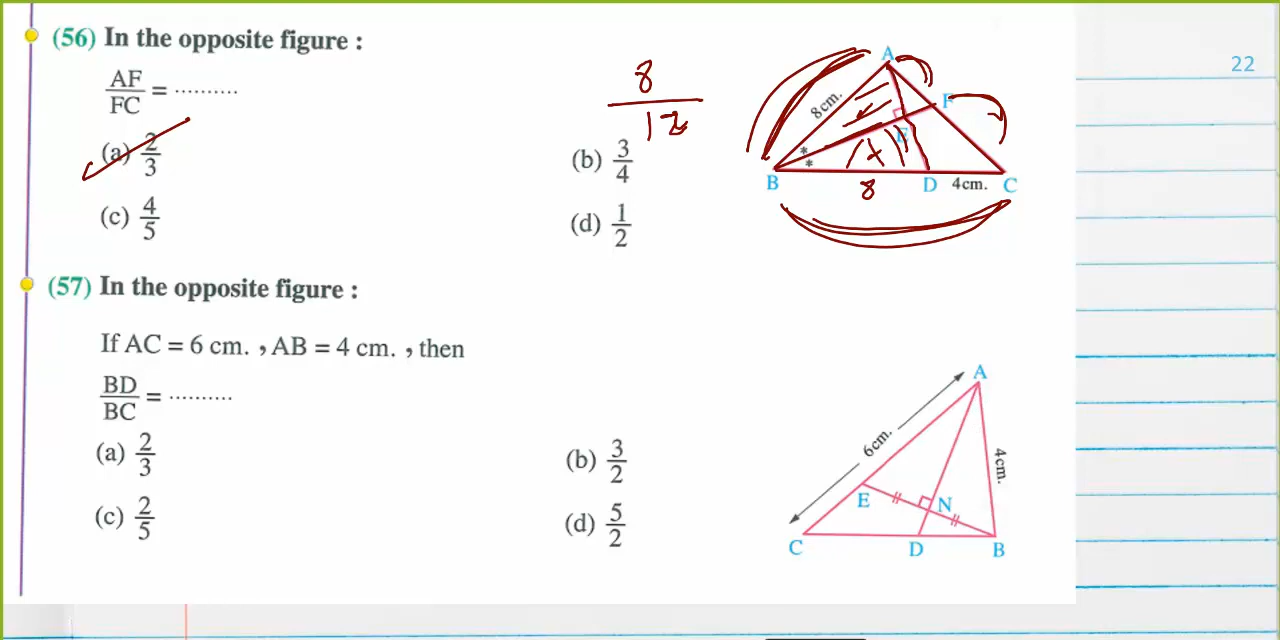 22
(56) In the opposite figure :
AF/FC = ..........
(a) 2/3
(b) 3/4
(c) 4/5
(d) 1/2
8/12
A
8cm.
F
E
B
D
4cm.
C
8
(57) In the opposite figure :
If AC = 6 cm. , AB = 4 cm. , then
BD/BC = ..........
(a) 2/3
(b) 3/2
(c) 2/5
(d) 5/2
A
6cm.
4cm.
E
N
C
D
B